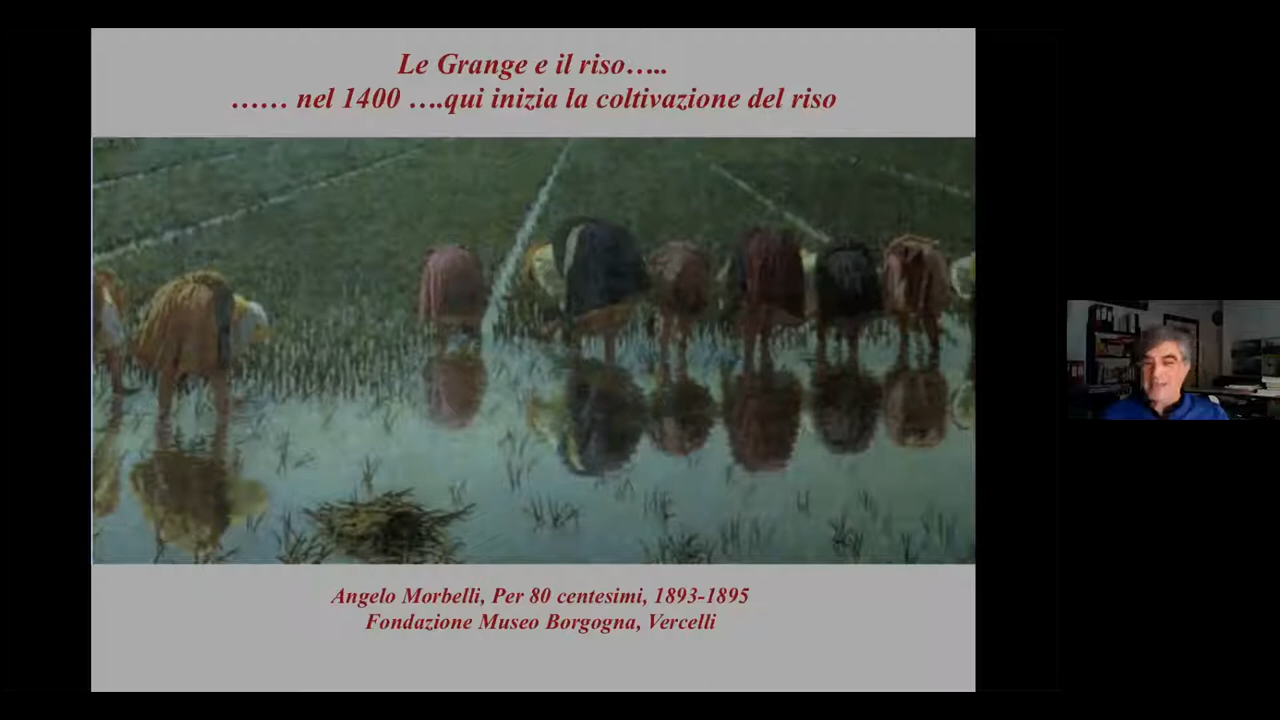 Le Grange e il riso…..
…… nel 1400 ….qui inizia la coltivazione del riso
Angelo Morbelli, Per 80 centesimi, 1893-1895
Fondazione Museo Borgogna, Vercelli